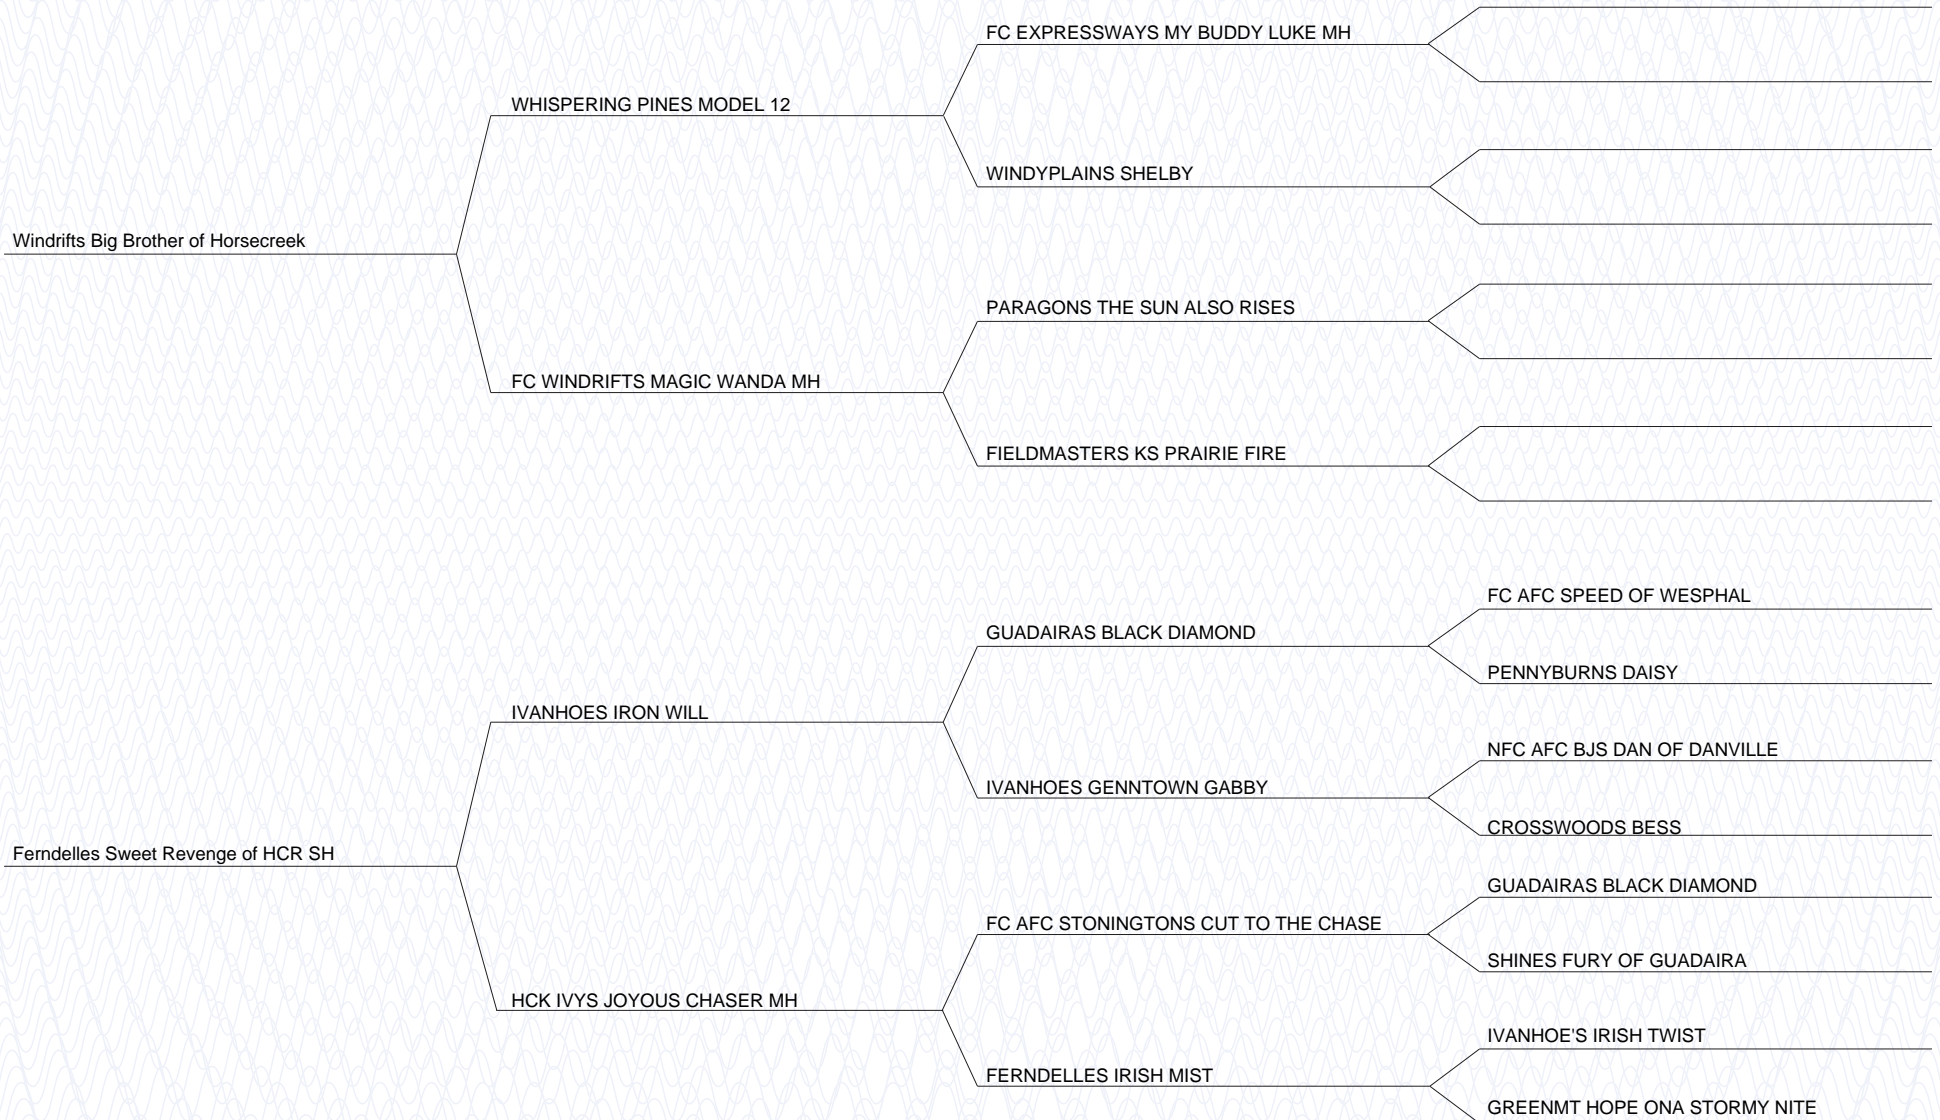 FC EXPRESSWAYS MY BUDDY LUKE MH
WHISPERING PINES MODEL 12
WINDYPLAINS SHELBY
Windrifts Big Brother of Horsecreek
PARAGONS THE SUN ALSO RISES
FC WINDRIFTS MAGIC WANDA MH
FIELDMASTERS KS PRAIRIE FIRE
FC AFC SPEED OF WESPHAL
GUADAIRAS BLACK DIAMOND
PENNYBURNS DAISY
IVANHOES IRON WILL
NFC AFC BJS DAN OF DANVILLE
IVANHOES GENNTOWN GABBY
CROSSWOODS BESS
Ferndelles Sweet Revenge of HCR SH
GUADAIRAS BLACK DIAMOND
FC AFC STONINGTONS CUT TO THE CHASE
SHINES FURY OF GUADAIRA
HCK IVYS JOYOUS CHASER MH
IVANHOE'S IRISH TWIST
FERNDELLES IRISH MIST
GREENMT HOPE ONA STORMY NITE